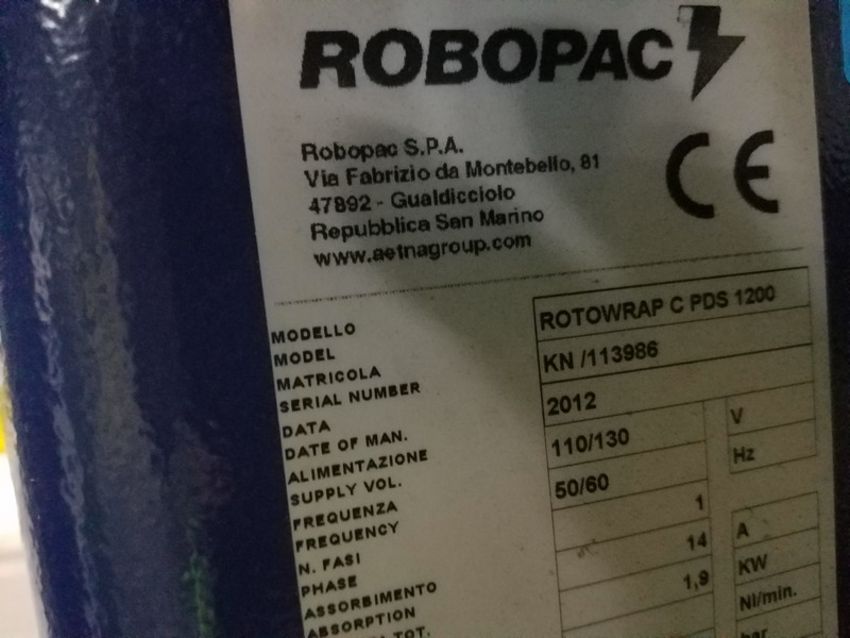 ROBOPAC
Robopac S.P.A.
Via Fabrizio da Montebello, 81
47892 - Gualdicciolo
Repubblica San Marino
www.aetnagroup.com
CE
MODELLO
MODEL
ROTOWRAP C PDS 1200
MATRICOLA
SERIAL NUMBER
KN /113986
DATA
DATE OF MAN.
2012
ALIMENTAZIONE
SUPPLY VOL.
110/130 V
FREQUENZA
FREQUENCY
50/60 Hz
N. FASI
PHASE
1
ASSORBIMENTO
ABSORPTION
14 A
TOT.
1,9 KW
Nl/min.
bar